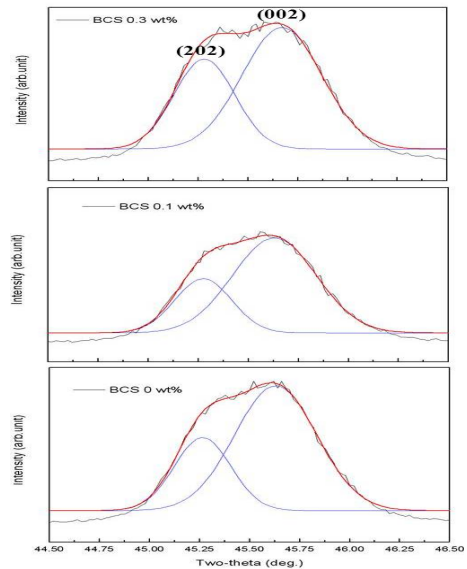 BCS 0.3 wt%
(002)
(202)
Intensity (arb.unit)
BCS 0.1 wt%
Intensity (arb.unit)
BCS 0 wt%
Intensity (arb.unit)
44.50 44.75 45.00 45.25 45.50 45.75 46.00 46.25 46.50
Two-theta (deg.)